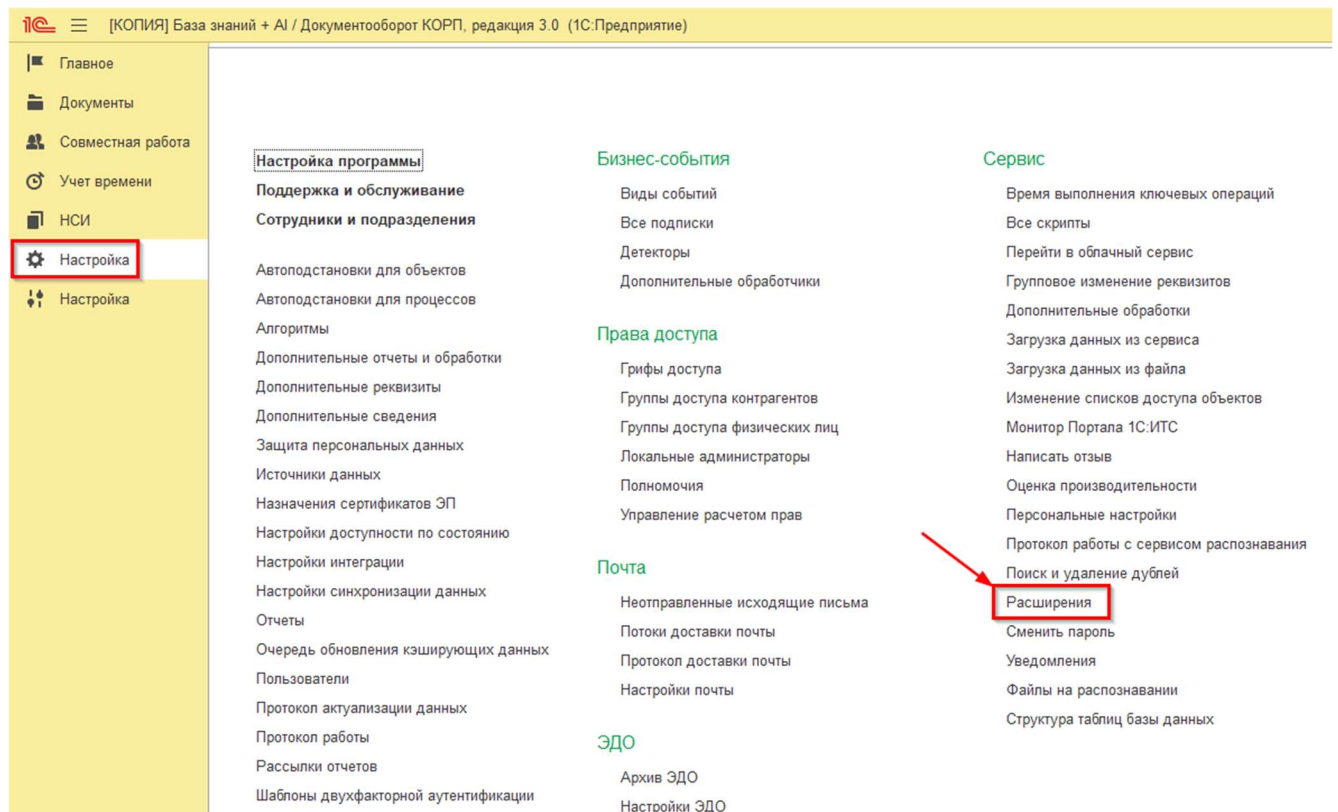 1С [КОПИЯ] База знаний + AI / Документооборот КОРП, редакция 3.0 (1С:Предприятие)
Главное
Документы
Совместная работа
Учет времени
НСИ
Настройка
Настройка
Настройка программы
Поддержка и обслуживание
Сотрудники и подразделения
Автоподстановки для объектов
Автоподстановки для процессов
Алгоритмы
Дополнительные отчеты и обработки
Дополнительные реквизиты
Дополнительные сведения
Защита персональных данных
Источники данных
Назначения сертификатов ЭП
Настройки доступности по состоянию
Настройки интеграции
Настройки синхронизации данных
Отчеты
Очередь обновления кэширующих данных
Пользователи
Протокол актуализации данных
Протокол работы
Рассылки отчетов
Шаблоны двухфакторной аутентификации
Бизнес-события
Виды событий
Все подписки
Детекторы
Дополнительные обработчики
Права доступа
Грифы доступа
Группы доступа контрагентов
Группы доступа физических лиц
Локальные администраторы
Полномочия
Управление расчетом прав
Почта
Неотправленные исходящие письма
Потоки доставки почты
Протокол доставки почты
Настройки почты
ЭДО
Архив ЭДО
Настройки ЭДО
Сервис
Время выполнения ключевых операций
Все скрипты
Перейти в облачный сервис
Групповое изменение реквизитов
Дополнительные обработки
Загрузка данных из сервиса
Загрузка данных из файла
Изменение списков доступа объектов
Монитор Портала 1С:ИТС
Написать отзыв
Оценка производительности
Персональные настройки
Протокол работы с сервисом распознавания
Поиск и удаление дублей
Расширения
Сменить пароль
Уведомления
Файлы на распознавании
Структура таблиц базы данных